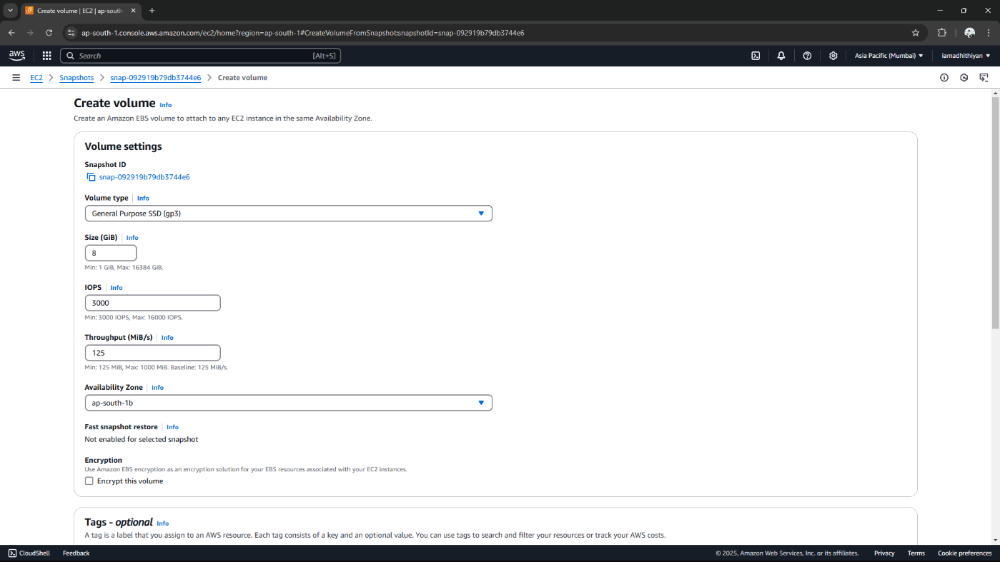 Create volume | EC2 | ap-south-
ap-south-1.console.aws.amazon.com/ec2/home?region=ap-south-1#CreateVolumeFromSnapshot:snapshotId=snap-092919b79db3744e6
aws
Search
[Alt+S]
Asia Pacific (Mumbai)
iamadhithiyan
EC2 > Snapshots > snap-092919b79db3744e6 > Create volume
Create volume Info
Create an Amazon EBS volume to attach to any EC2 instance in the same Availability Zone.
Volume settings
Snapshot ID
snap-092919b79db3744e6
Volume type | Info
General Purpose SSD (gp3)
Size (GiB) | Info
8
Min: 1 GiB, Max: 16384 GiB.
IOPS | Info
3000
Min: 3000 IOPS, Max: 16000 IOPS.
Throughput (MiB/s) | Info
125
Min: 125 MiB, Max: 1000 MiB. Baseline: 125 MiB/s.
Availability Zone | Info
ap-south-1b
Fast snapshot restore | Info
Not enabled for selected snapshot
Encryption
Use Amazon EBS encryption as an encryption solution for your EBS resources associated with your EC2 instances.
Encrypt this volume
Tags - optional Info
A tag is a label that you assign to an AWS resource. Each tag consists of a key and an optional value. You can use tags to search and filter your resources or track your AWS costs.
CloudShell Feedback
© 2025, Amazon Web Services, Inc. or its affiliates. Privacy Terms Cookie preferences